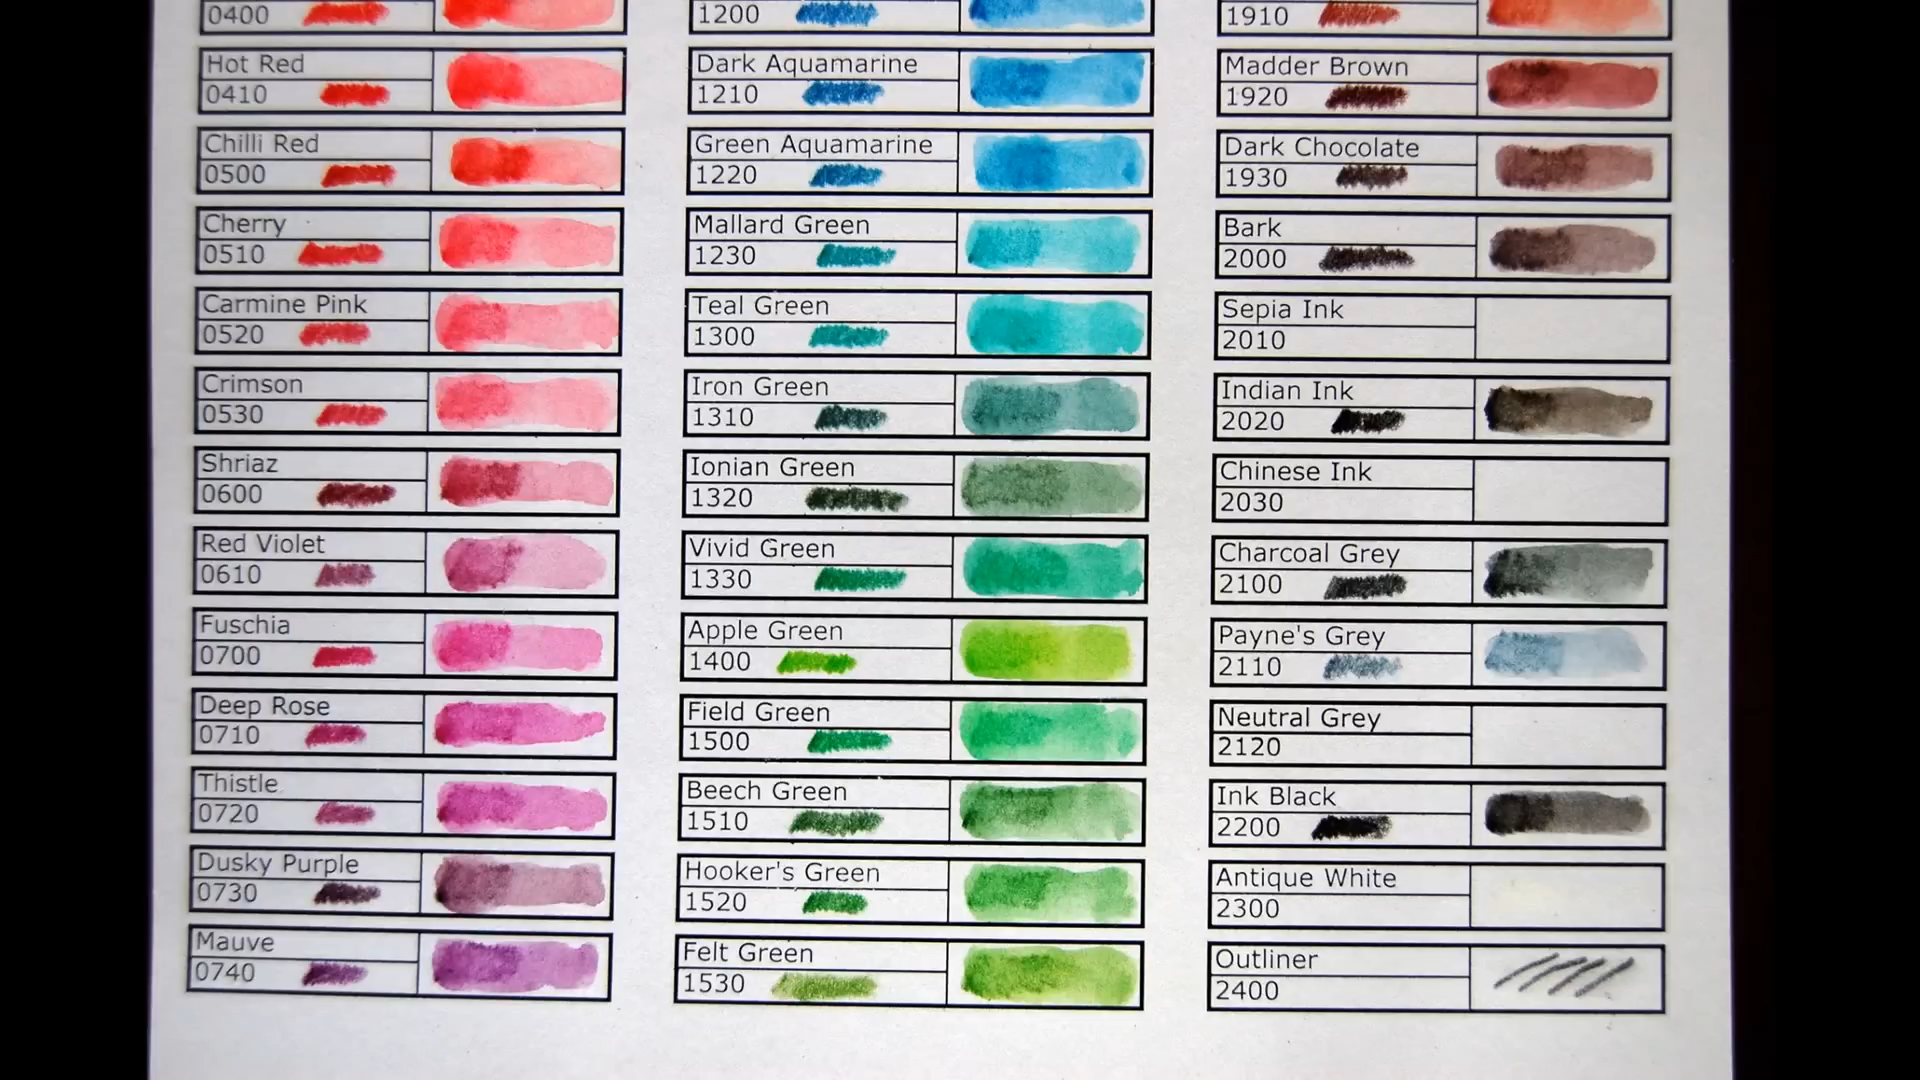 0400
Hot Red
0410
Chilli Red
0500
Cherry
0510
Carmine Pink
0520
Crimson
0530
Shriaz
0600
Red Violet
0610
Fuschia
0700
Deep Rose
0710
Thistle
0720
Dusky Purple
0730
Mauve
0740
1200
Dark Aquamarine
1210
Green Aquamarine
1220
Mallard Green
1230
Teal Green
1300
Iron Green
1310
Ionian Green
1320
Vivid Green
1330
Apple Green
1400
Field Green
1500
Beech Green
1510
Hooker's Green
1520
Felt Green
1530
1910
Madder Brown
1920
Dark Chocolate
1930
Bark
2000
Sepia Ink
2010
Indian Ink
2020
Chinese Ink
2030
Charcoal Grey
2100
Payne's Grey
2110
Neutral Grey
2120
Ink Black
2200
Antique White
2300
Outliner
2400